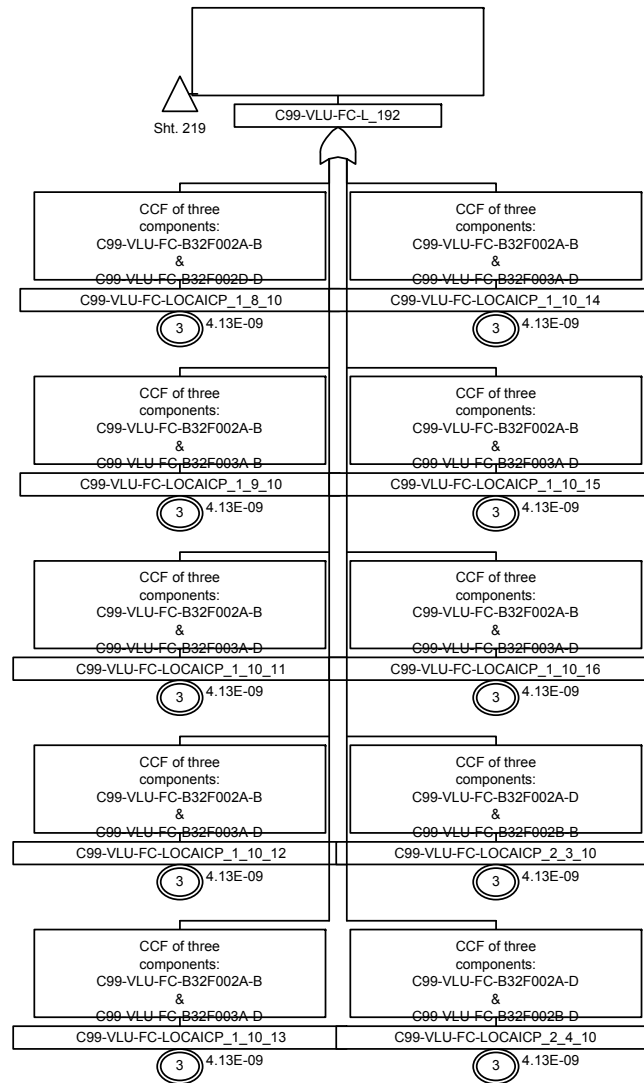 Sht. 219
C99-VLU-FC-L_192
CCF of three
components:
C99-VLU-FC-B32F002A-B
&
C99-VLU-FC-B32F002D-D
C99-VLU-FC-LOCAICP_1_8_10
3
4.13E-09
CCF of three
components:
C99-VLU-FC-B32F002A-B
&
C99-VLU-FC-B32F003A-D
C99-VLU-FC-LOCAICP_1_10_14
3
4.13E-09
CCF of three
components:
C99-VLU-FC-B32F002A-B
&
C99-VLU-FC-B32F003A-B
C99-VLU-FC-LOCAICP_1_9_10
3
4.13E-09
CCF of three
components:
C99-VLU-FC-B32F002A-B
&
C99-VLU-FC-B32F003A-D
C99-VLU-FC-LOCAICP_1_10_15
3
4.13E-09
CCF of three
components:
C99-VLU-FC-B32F002A-B
&
C99-VLU-FC-B32F003A-D
C99-VLU-FC-LOCAICP_1_10_11
3
4.13E-09
CCF of three
components:
C99-VLU-FC-B32F002A-B
&
C99-VLU-FC-B32F003A-D
C99-VLU-FC-LOCAICP_1_10_16
3
4.13E-09
CCF of three
components:
C99-VLU-FC-B32F002A-B
&
C99-VLU-FC-B32F003A-D
C99-VLU-FC-LOCAICP_1_10_12
3
4.13E-09
CCF of three
components:
C99-VLU-FC-B32F002A-D
&
C99-VLU-FC-B32F002B-B
C99-VLU-FC-LOCAICP_2_3_10
3
4.13E-09
CCF of three
components:
C99-VLU-FC-B32F002A-B
&
C99-VLU-FC-B32F003A-D
C99-VLU-FC-LOCAICP_1_10_13
3
4.13E-09
CCF of three
components:
C99-VLU-FC-B32F002A-D
&
C99-VLU-FC-B32F002B-D
C99-VLU-FC-LOCAICP_2_4_10
3
4.13E-09